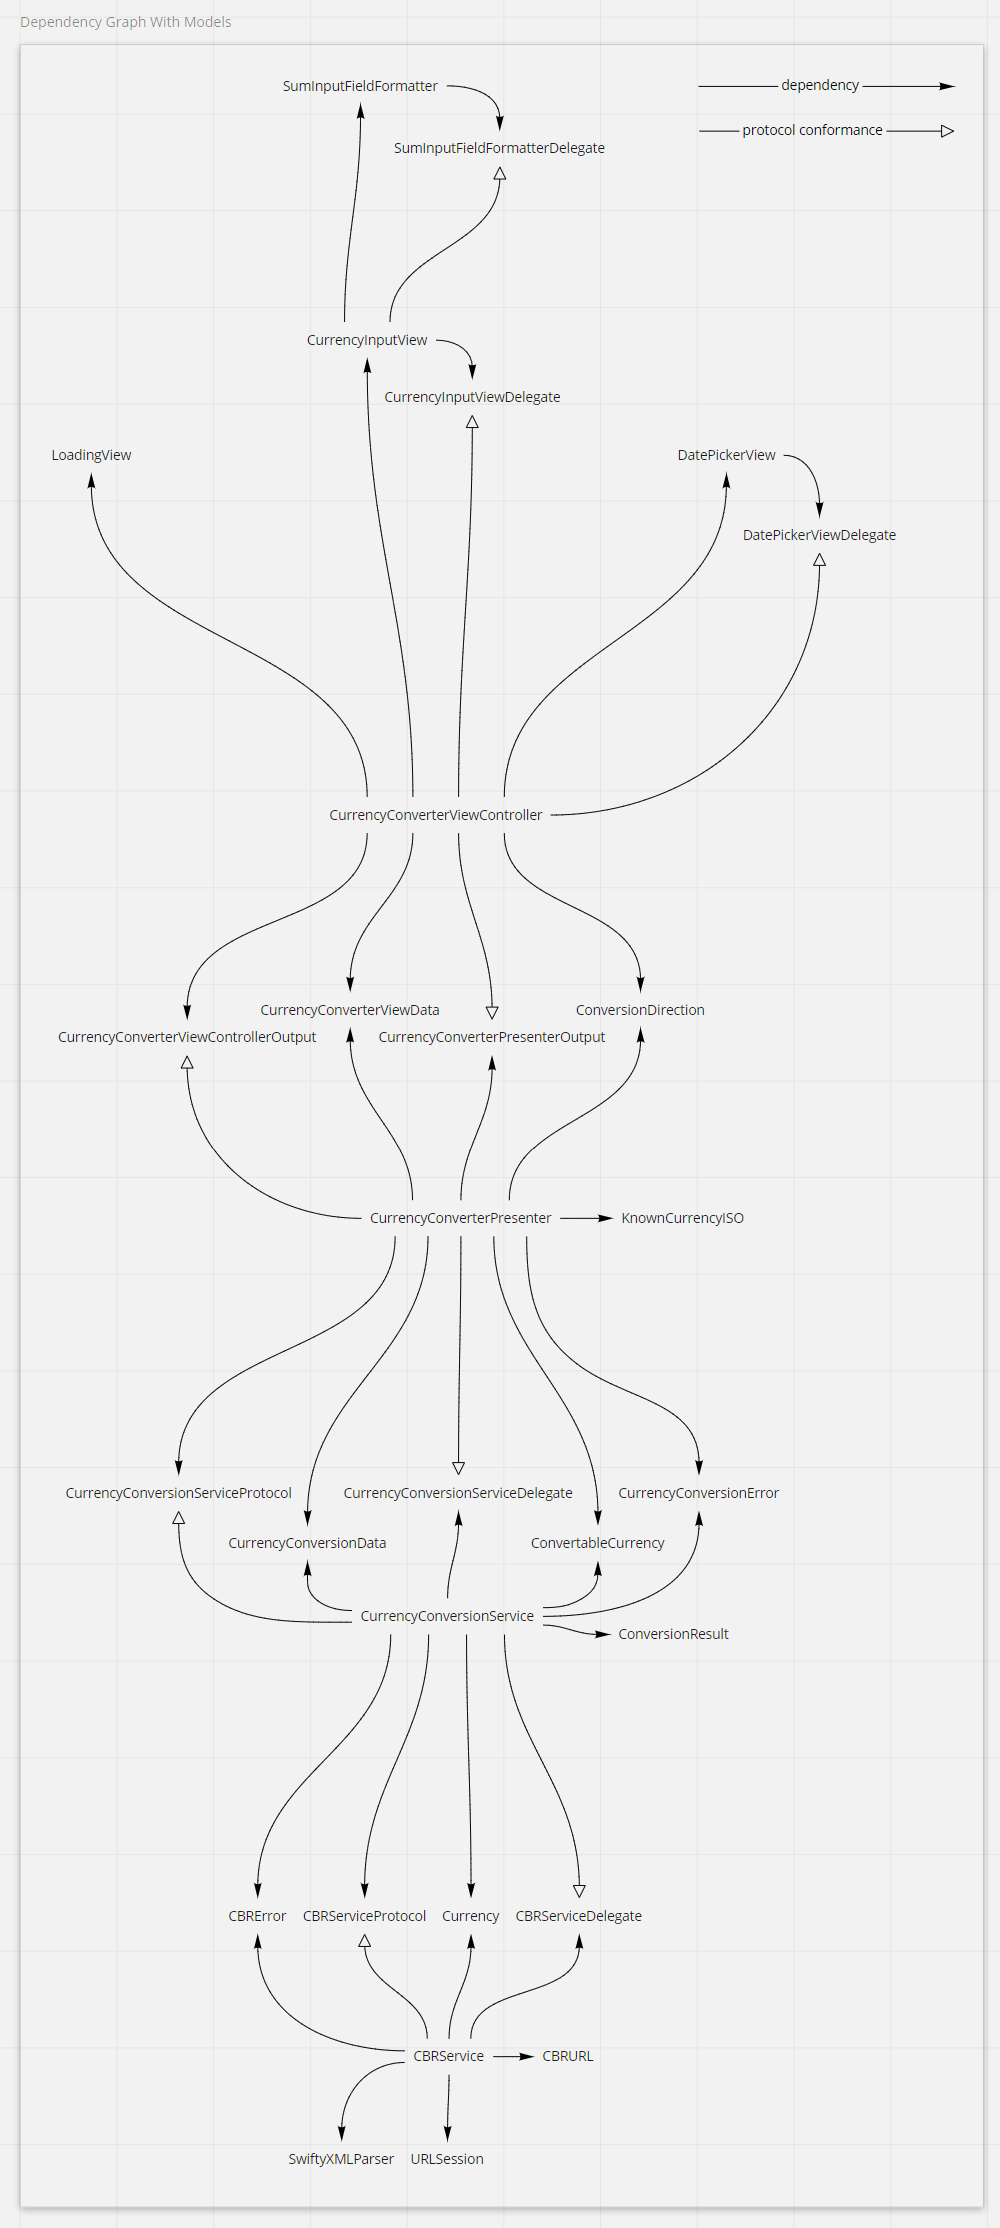 Dependency Graph With Models
SumInputFieldFormatter
dependency
protocol conformance
SumInputFieldFormatterDelegate
CurrencyInputView
CurrencyInputViewDelegate
LoadingView
DatePickerView
DatePickerViewDelegate
CurrencyConverterViewController
CurrencyConverterViewData
ConversionDirection
CurrencyConverterViewControllerOutput
CurrencyConverterPresenterOutput
CurrencyConverterPresenter
KnownCurrencyISO
CurrencyConversionServiceProtocol
CurrencyConversionServiceDelegate
CurrencyConversionError
CurrencyConversionData
ConvertableCurrency
CurrencyConversionService
ConversionResult
CBRError
CBRServiceProtocol
Currency
CBRServiceDelegate
CBRService
CBRURL
SwiftyXMLParser
URLSession